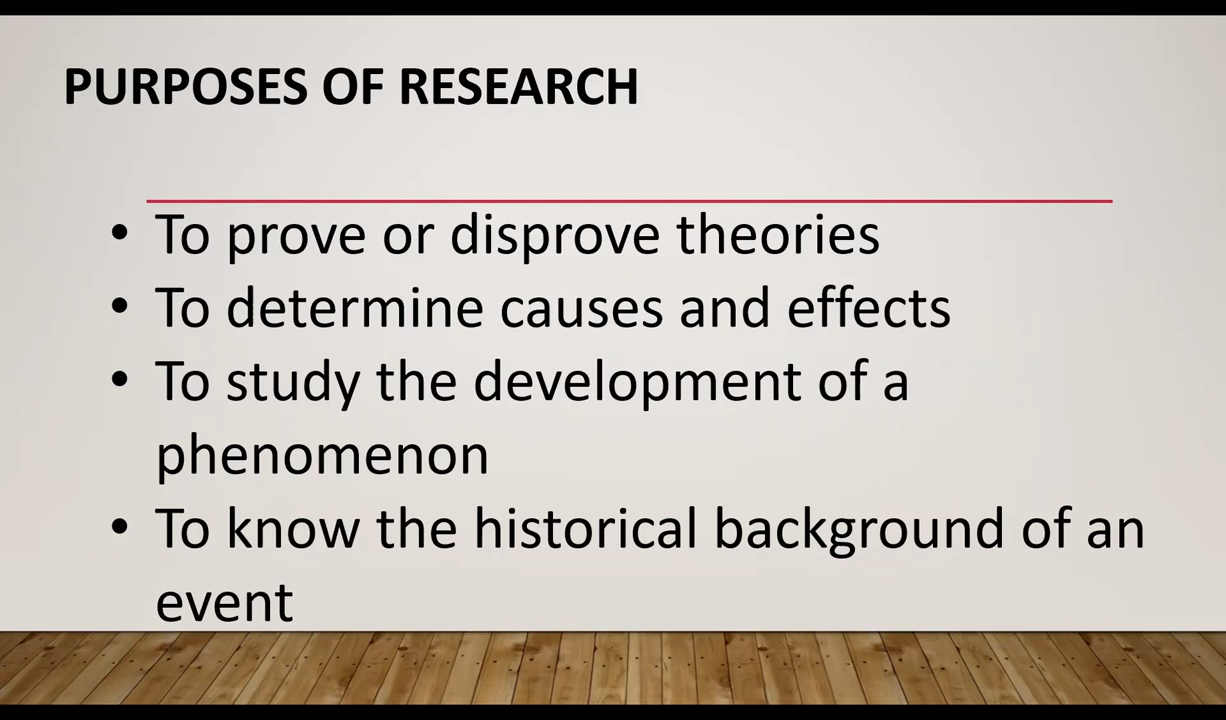 PURPOSES OF RESEARCH
• To prove or disprove theories
• To determine causes and effects
• To study the development of a
phenomenon
• To know the historical background of an
event